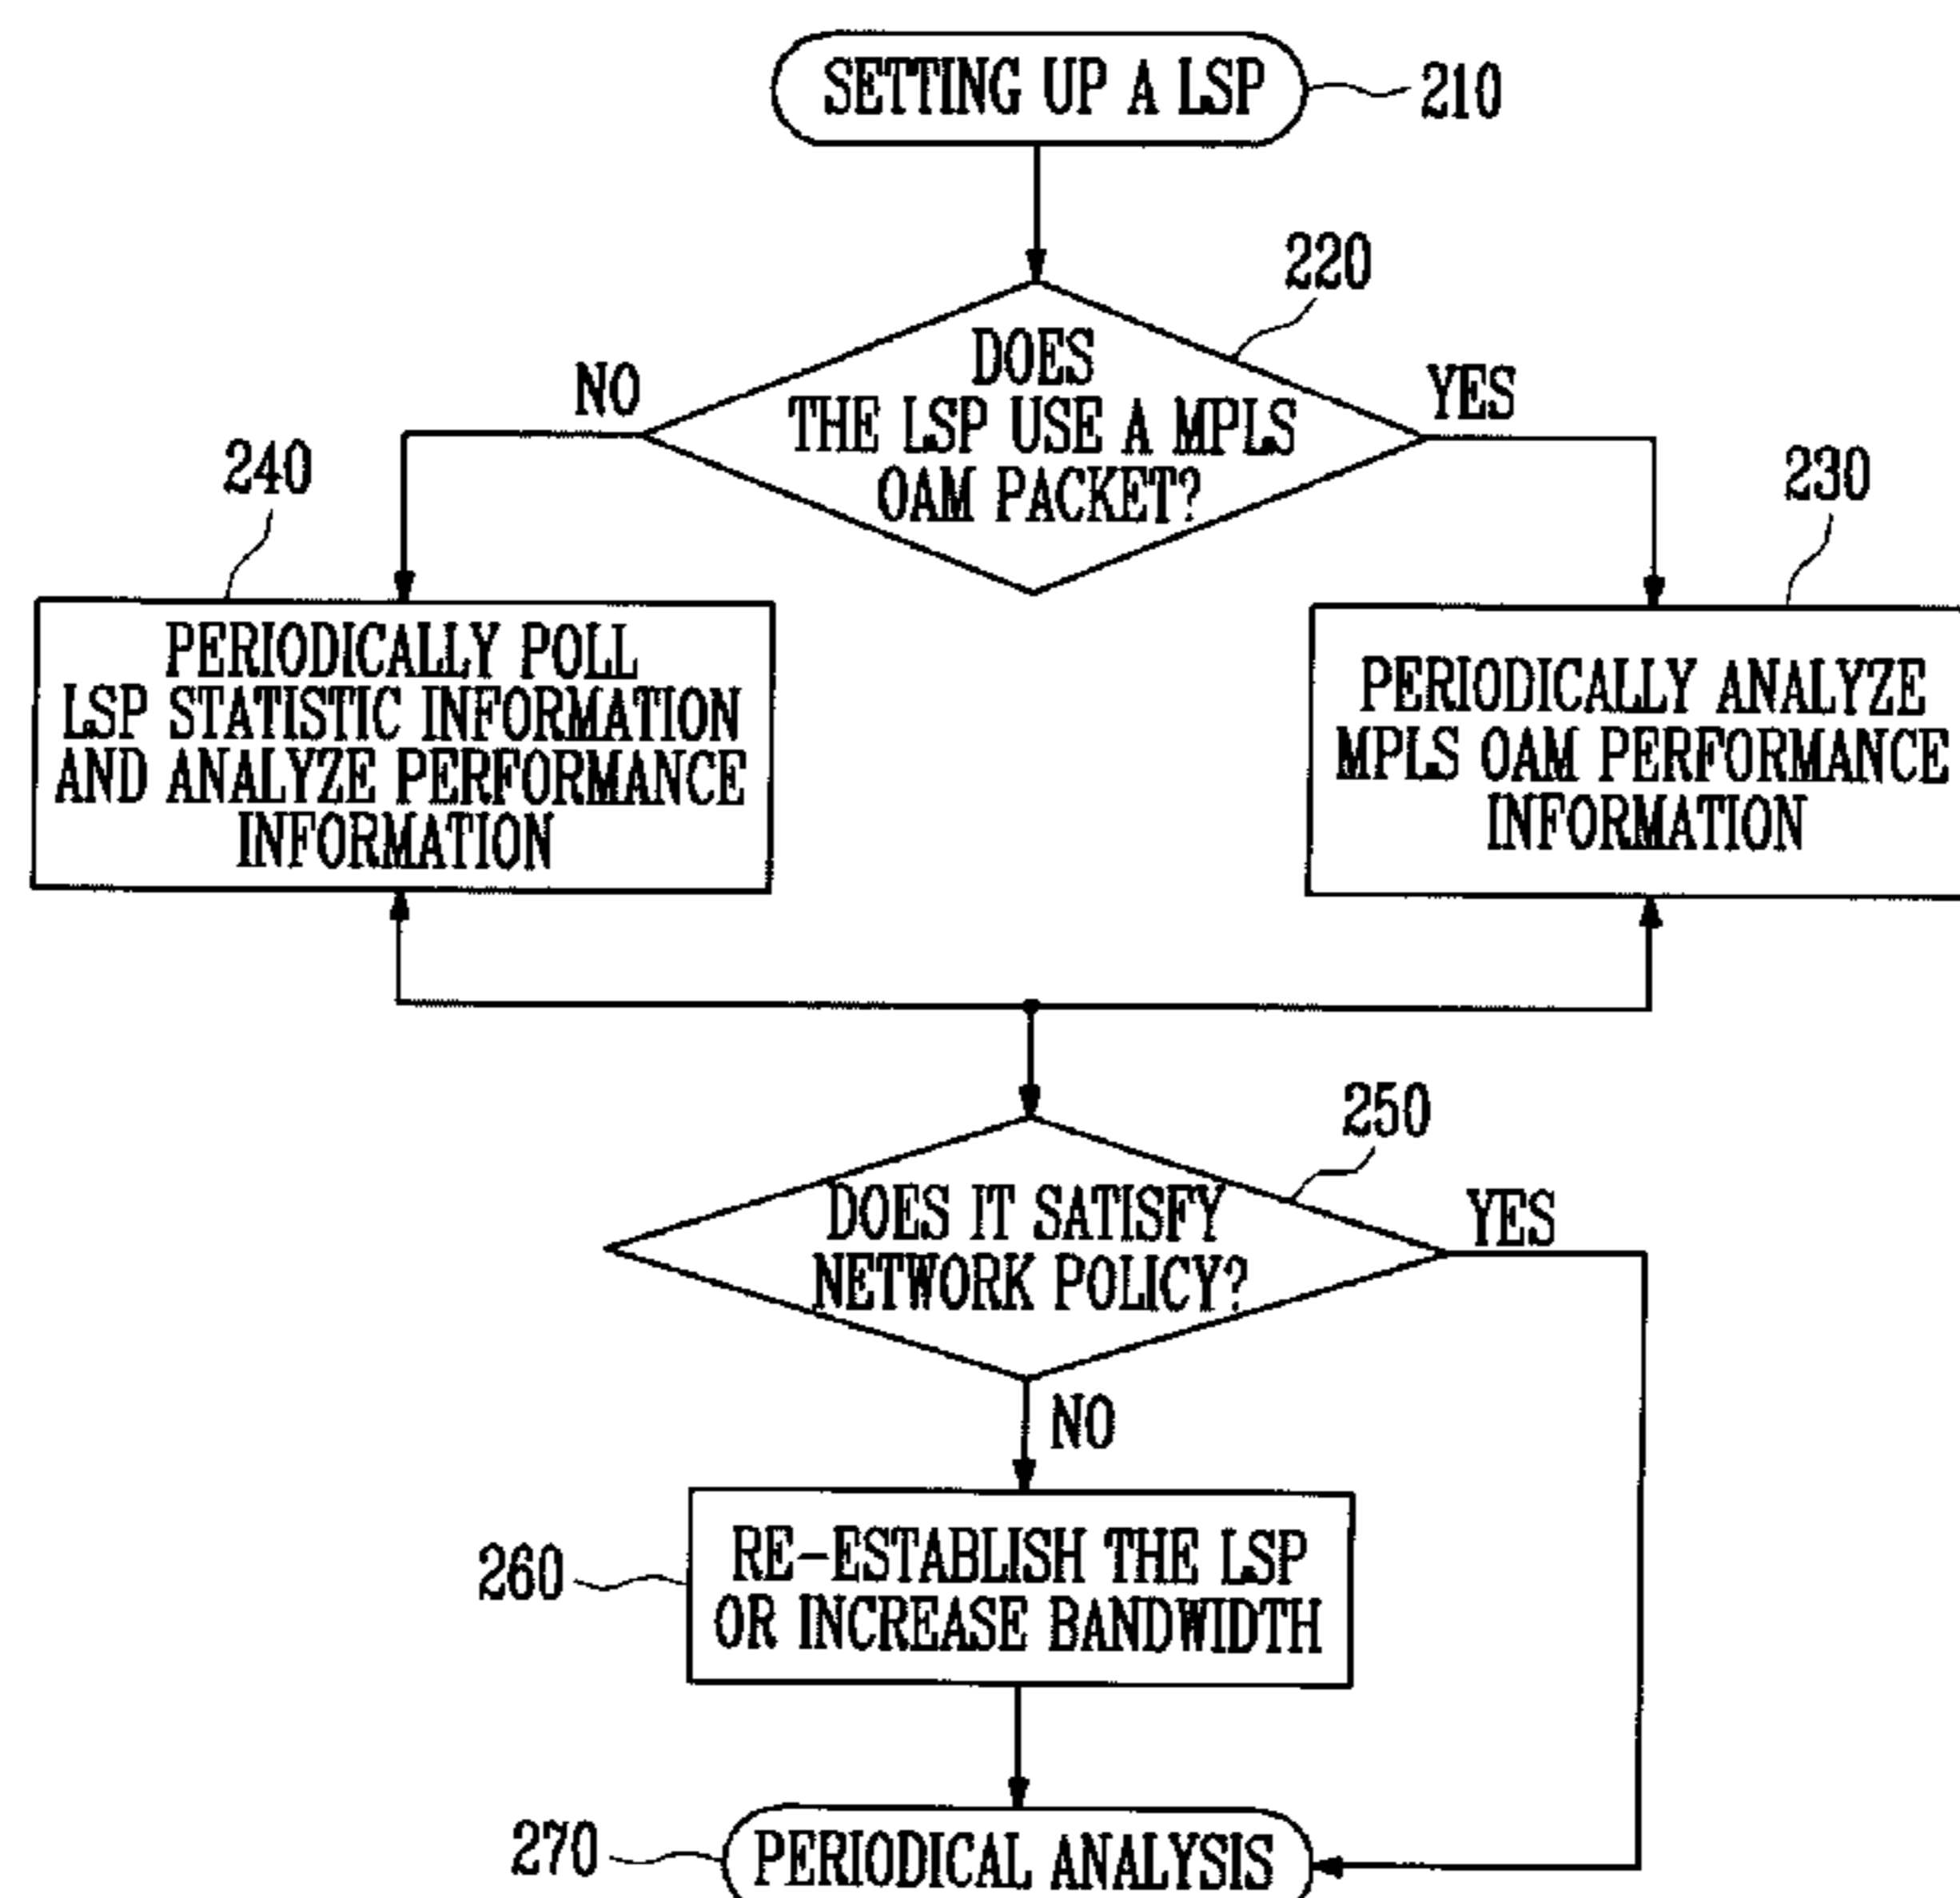 SETTING UP A LSP
210
220
DOES
THE LSP USE A MPLS
OAM PACKET?
NO
YES
240
230
PERIODICALLY POLL
LSP STATISTIC INFORMATION
AND ANALYZE PERFORMANCE
INFORMATION
PERIODICALLY ANALYZE
MPLS OAM PERFORMANCE
INFORMATION
250
DOES IT SATISFY
NETWORK POLICY?
YES
NO
260
RE-ESTABLISH THE LSP
OR INCREASE BANDWIDTH
270
PERIODICAL ANALYSIS